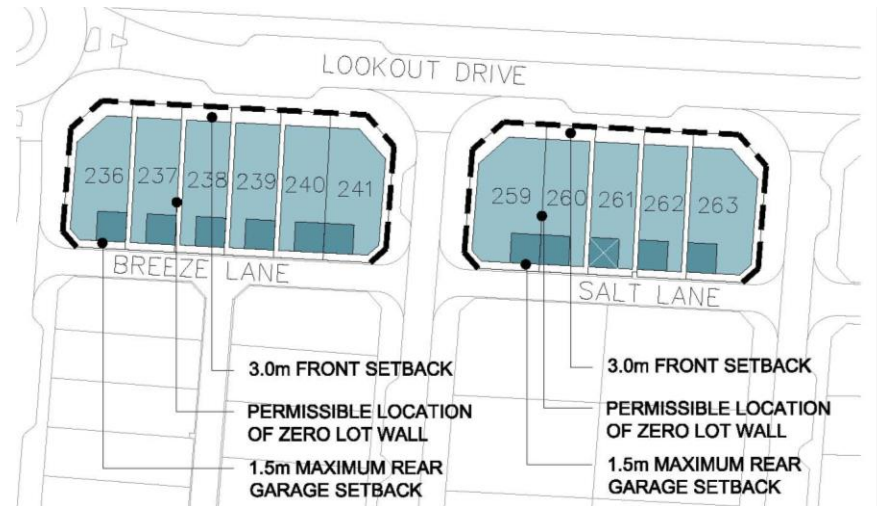 LOOKOUT DRIVE
236 237 238 239 240 241
259 260 261 262 263
BREEZE LANE
SALT LANE
3.0m FRONT SETBACK
PERMISSIBLE LOCATION
OF ZERO LOT WALL
1.5m MAXIMUM REAR
GARAGE SETBACK
3.0m FRONT SETBACK
PERMISSIBLE LOCATION
OF ZERO LOT WALL
1.5m MAXIMUM REAR
GARAGE SETBACK